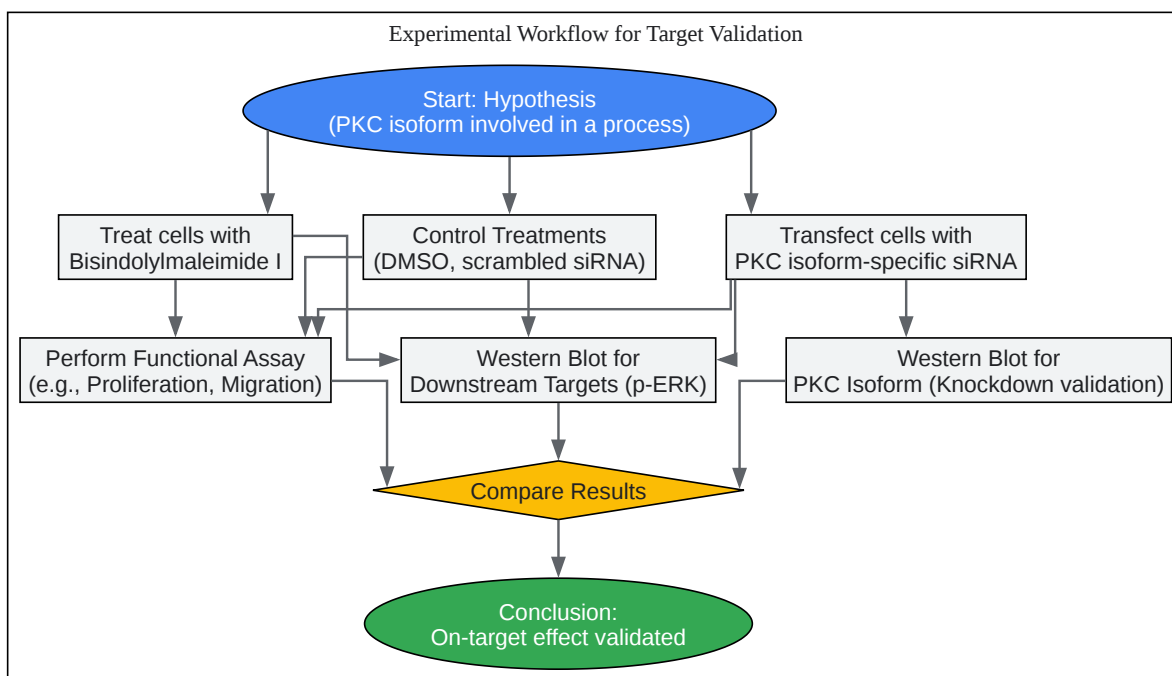 Experimental Workflow for Target Validation
Start: Hypothesis
(PKC isoform involved in a process)
Treat cells with
Bisindolylmaleimide I
Control Treatments
(DMSO, scrambled siRNA)
Transfect cells with
PKC isoform-specific siRNA
Perform Functional Assay
(e.g., Proliferation, Migration)
Western Blot for
Downstream Targets (p-ERK)
Western Blot for
PKC Isoform (Knockdown validation)
Compare Results
Conclusion:
On-target effect validated